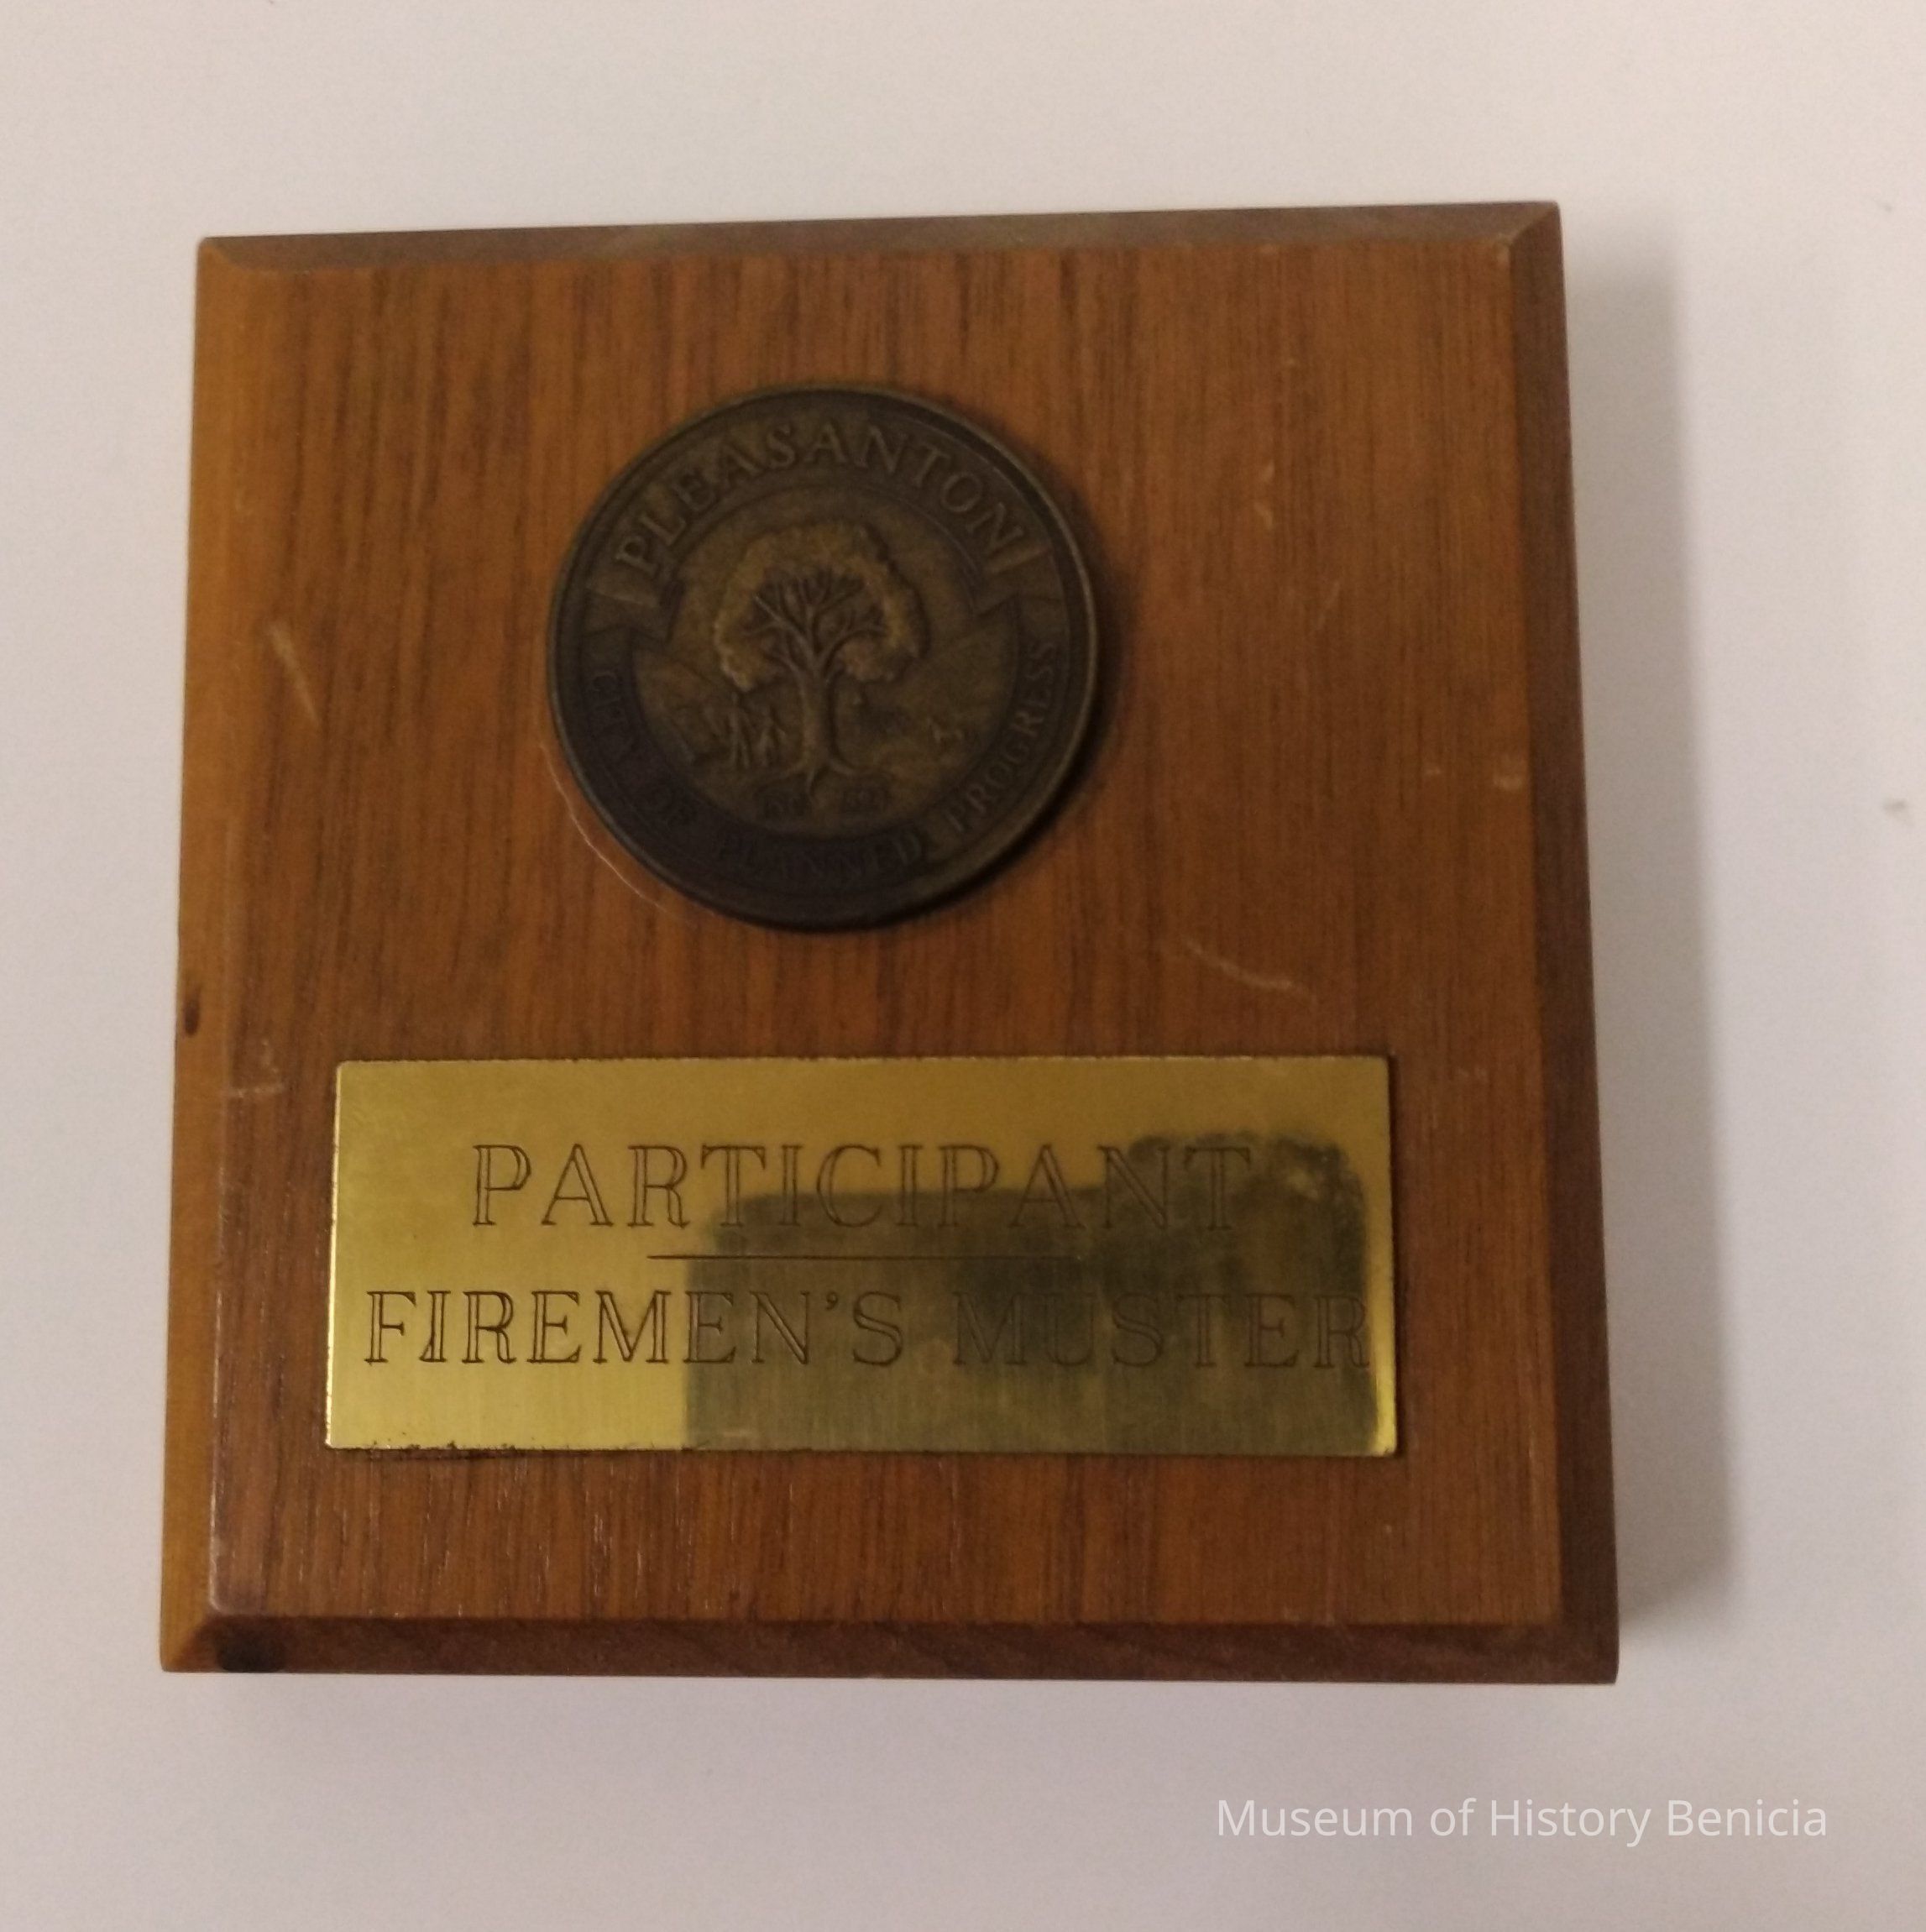 PLEASANTON
CITY OF PLANNED PROGRESS
PARTICIPANT
FIREMEN'S MUSTER
Museum of History Benicia